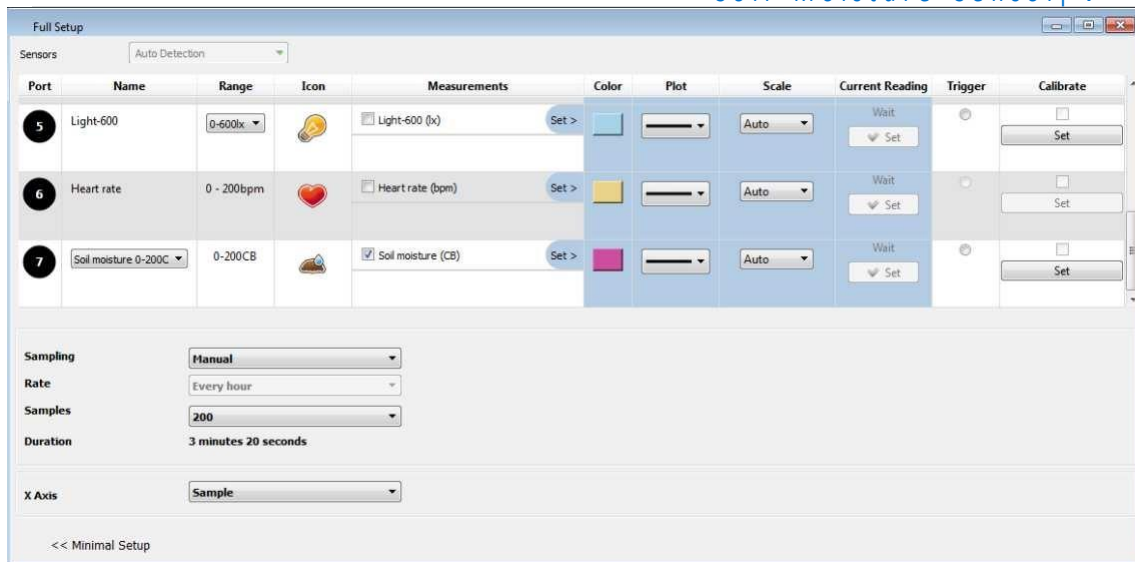 Full Setup
Sensors Auto Detection
Port Name Range Icon Measurements Color Plot Scale Current Reading Trigger Calibrate
5 Light-600 0-600lx Light-600 (lx) Set > Auto Wait Set Set
6 Heart rate 0 - 200bpm Heart rate (bpm) Set > Auto Wait Set Set
7 Soil moisture 0-200C 0-200CB Soil moisture (CB) Set > Auto Wait Set Set
Sampling Manual
Rate Every hour
Samples 200
Duration 3 minutes 20 seconds
X Axis Sample
<< Minimal Setup